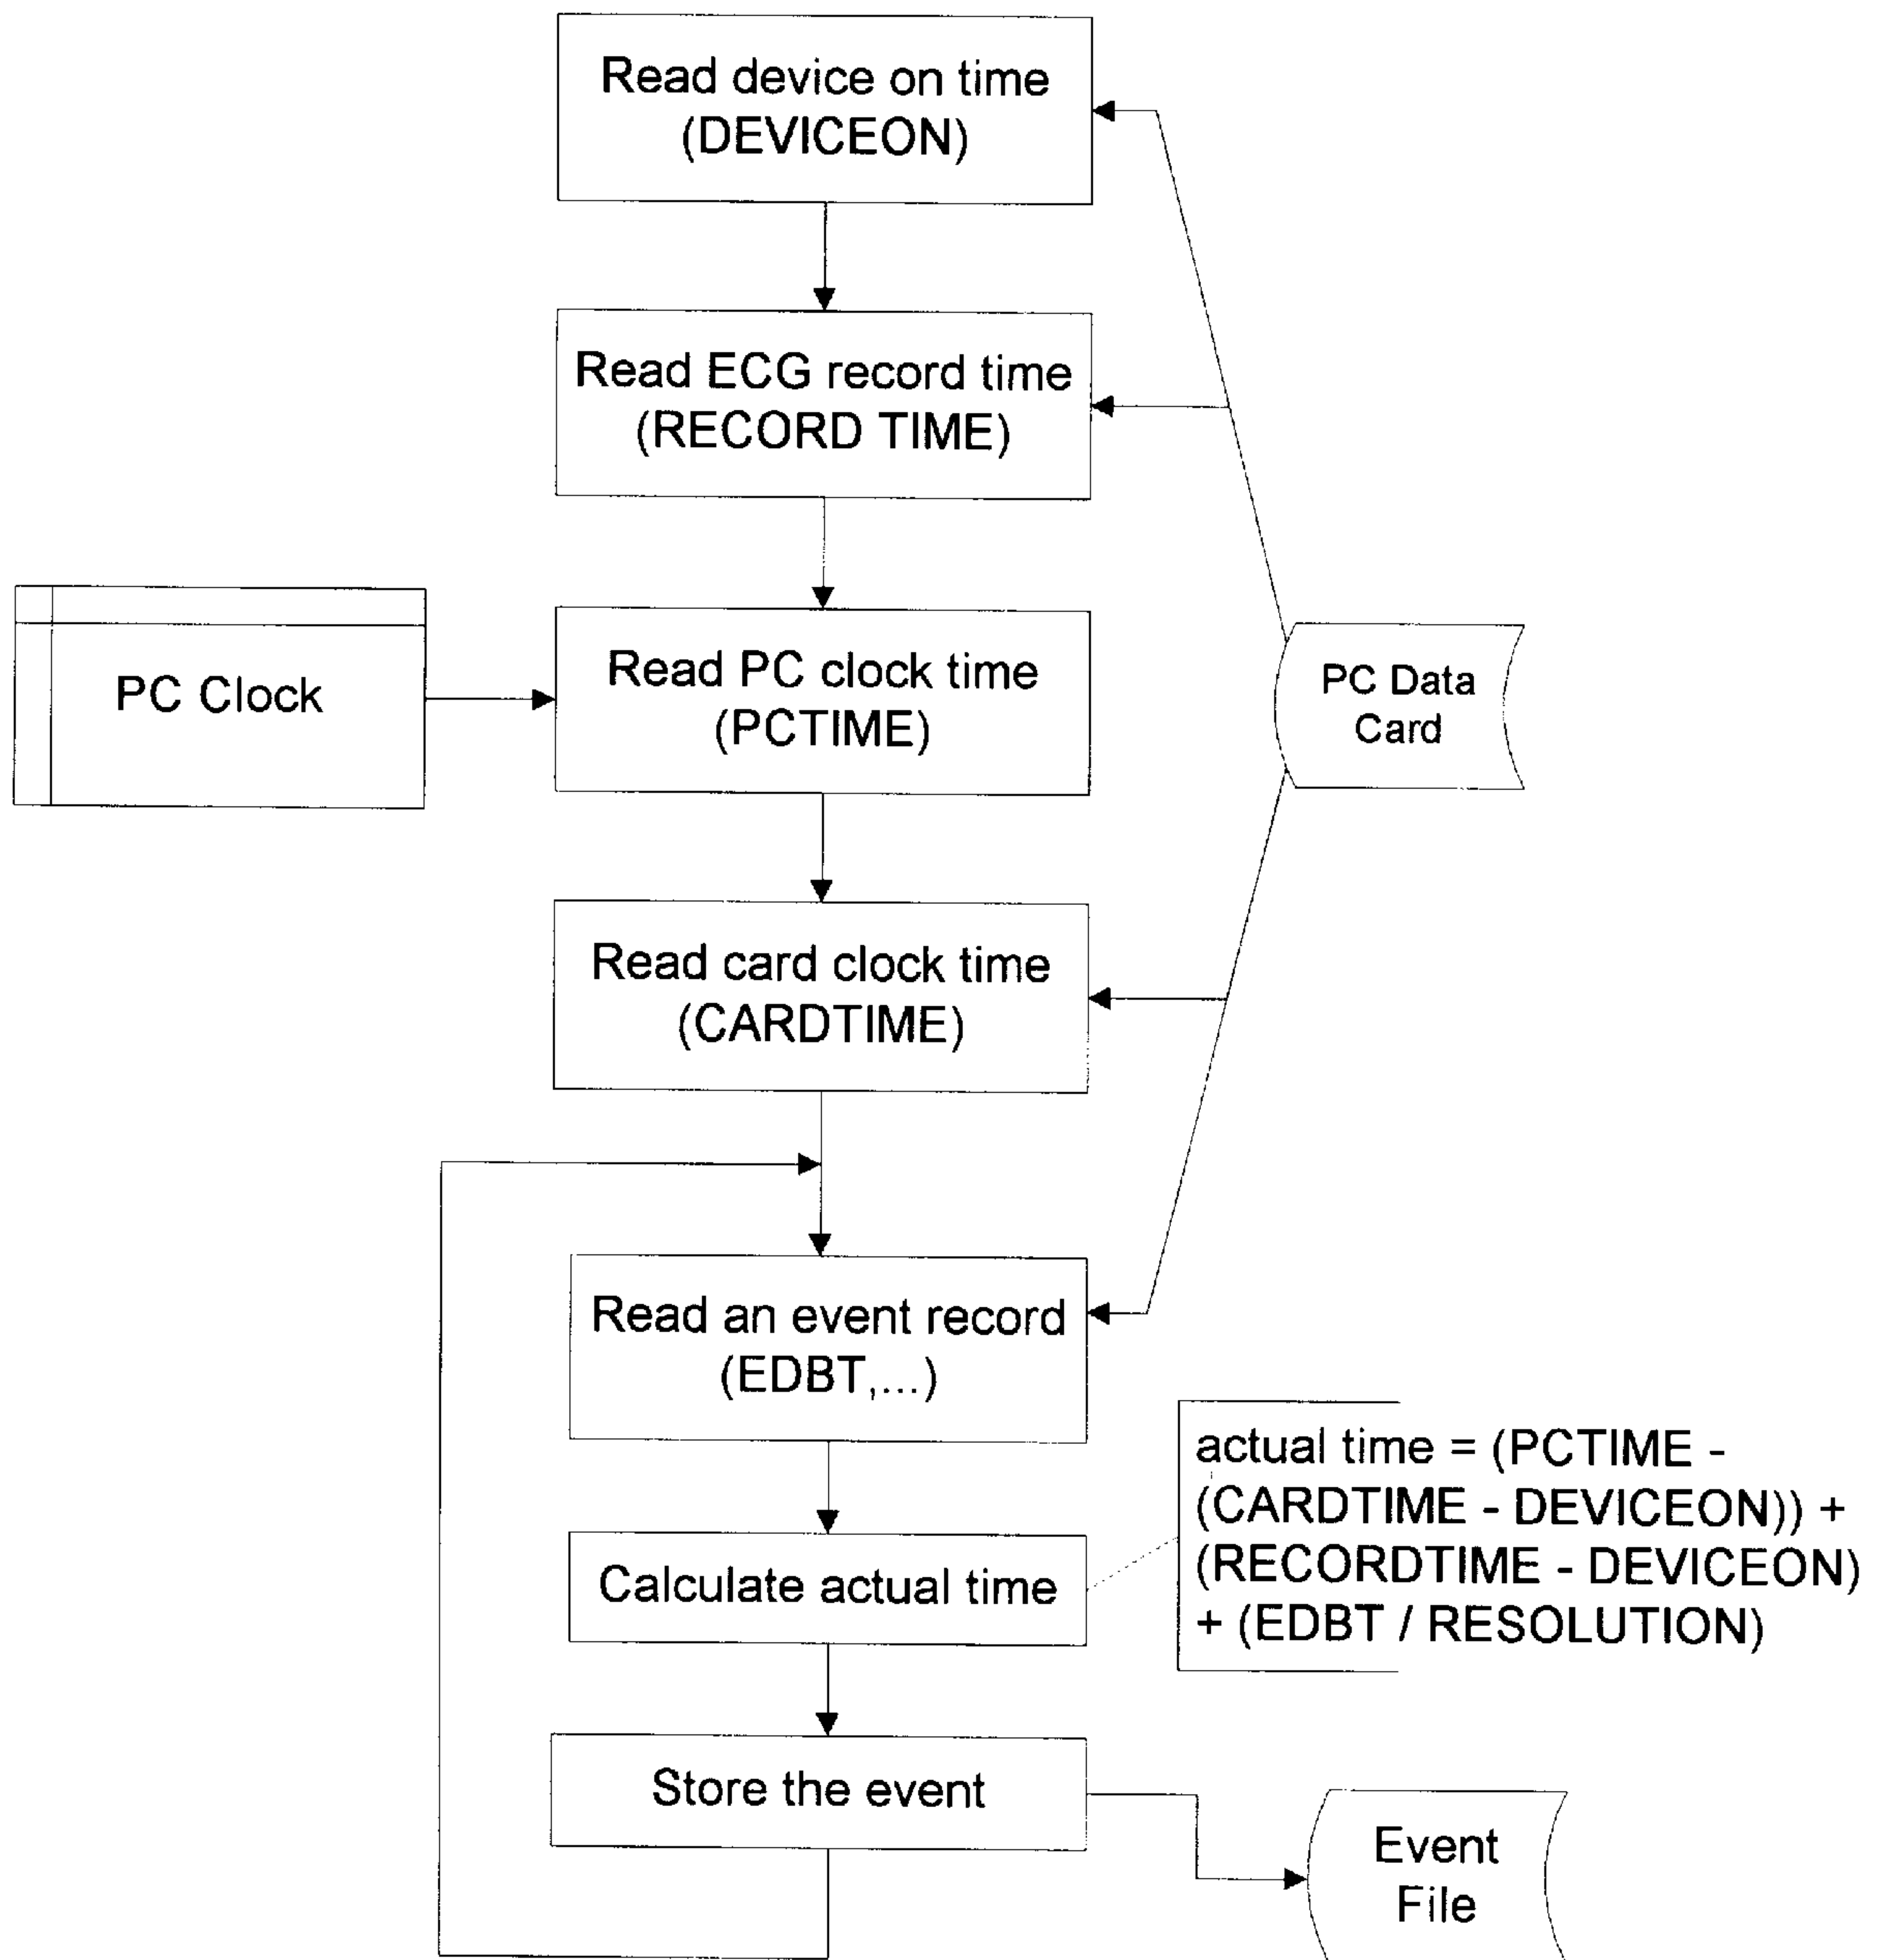 Read device on time
(DEVICEON)
Read ECG record time
(RECORD TIME)
PC Clock
Read PC clock time
(PCTIME)
PC Data
Card
Read card clock time
(CARDTIME)
Read an event record
(EDBT,...)
actual time = (PCTIME -
(CARDTIME - DEVICEON)) +
(RECORDTIME - DEVICEON)
+ (EDBT / RESOLUTION)
Calculate actual time
Store the event
Event
File